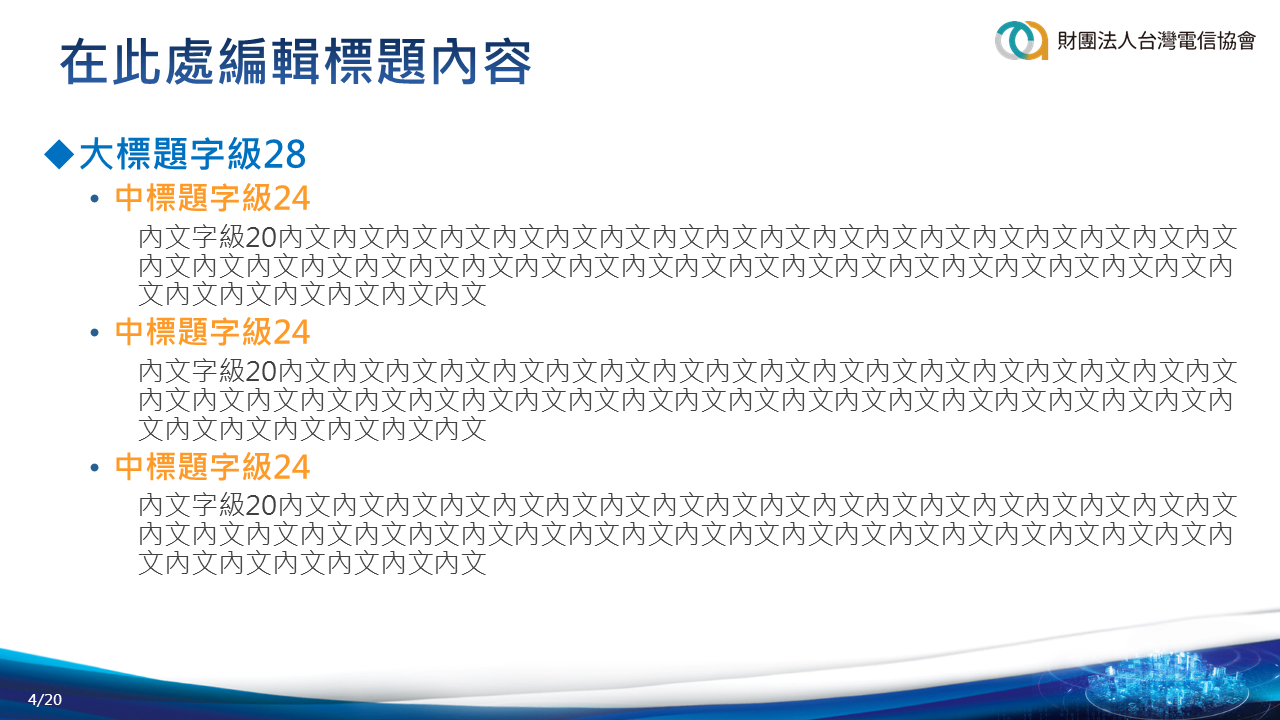 在此處編輯標題內容
財團法人台灣電信協會
◆大標題字級28
• 中標題字級24
內文字級20內文內文內文內文內文內文內文內文內文內文內文內文內文內文內文內文內文內文
內文內文內文內文內文內文內文內文內文內文內文內文內文內文內文內文內文內文內文內文內
文內文內文內文內文內文內文
• 中標題字級24
內文字級20內文內文內文內文內文內文內文內文內文內文內文內文內文內文內文內文內文內文
內文內文內文內文內文內文內文內文內文內文內文內文內文內文內文內文內文內文內文內文內
文內文內文內文內文內文內文
• 中標題字級24
內文字級20內文內文內文內文內文內文內文內文內文內文內文內文內文內文內文內文內文內文
內文內文內文內文內文內文內文內文內文內文內文內文內文內文內文內文內文內文內文內文內
文內文內文內文內文內文內文
4/20